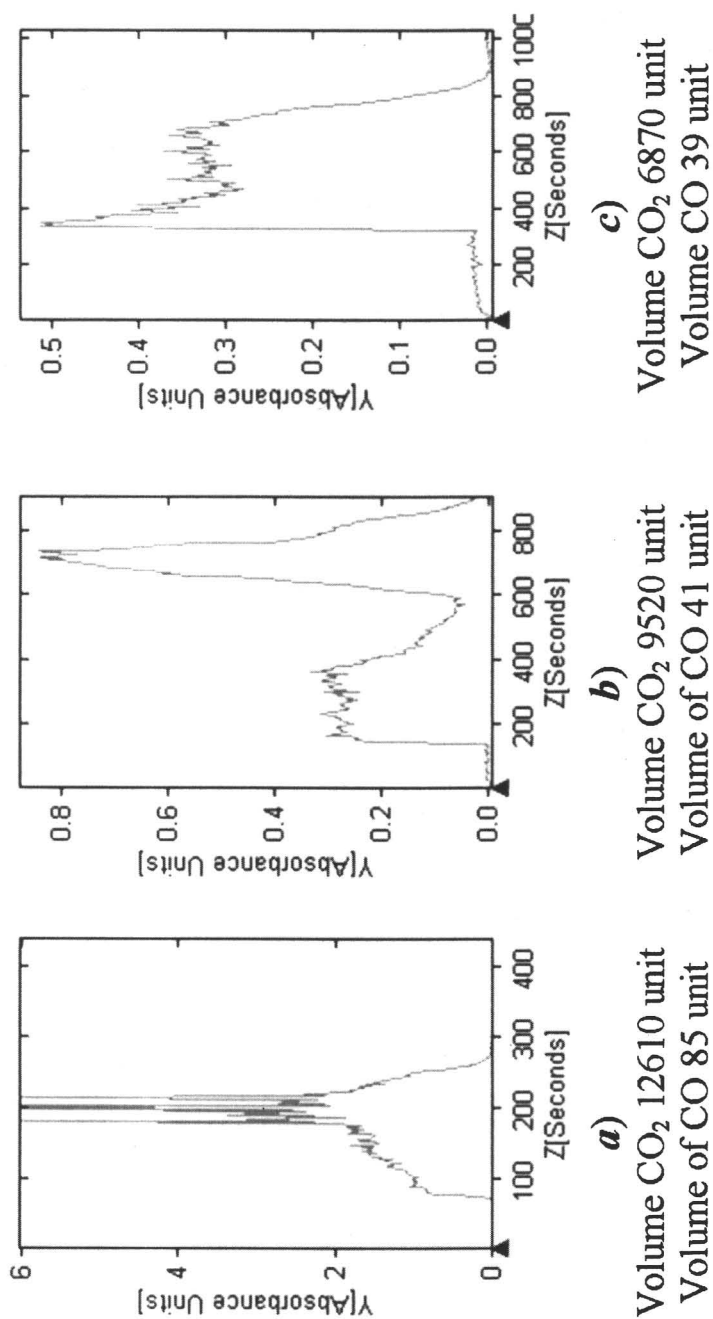 6
4
2
0
Y[Absorbance Units]
100 200 300 400
Z[Seconds]
a)
Volume CO₂ 12610 unit
Volume of CO 85 unit
0.8
0.6
0.4
0.2
0.0
Y[Absorbance Units]
200 400 600 800
Z[Seconds]
b)
Volume CO₂ 9520 unit
Volume of CO 41 unit
0.5
0.4
0.3
0.2
0.1
0.0
Y[Absorbance Units]
200 400 600 800
Z[Seconds]
c)
Volume CO₂ 6870 unit
Volume CO 39 unit